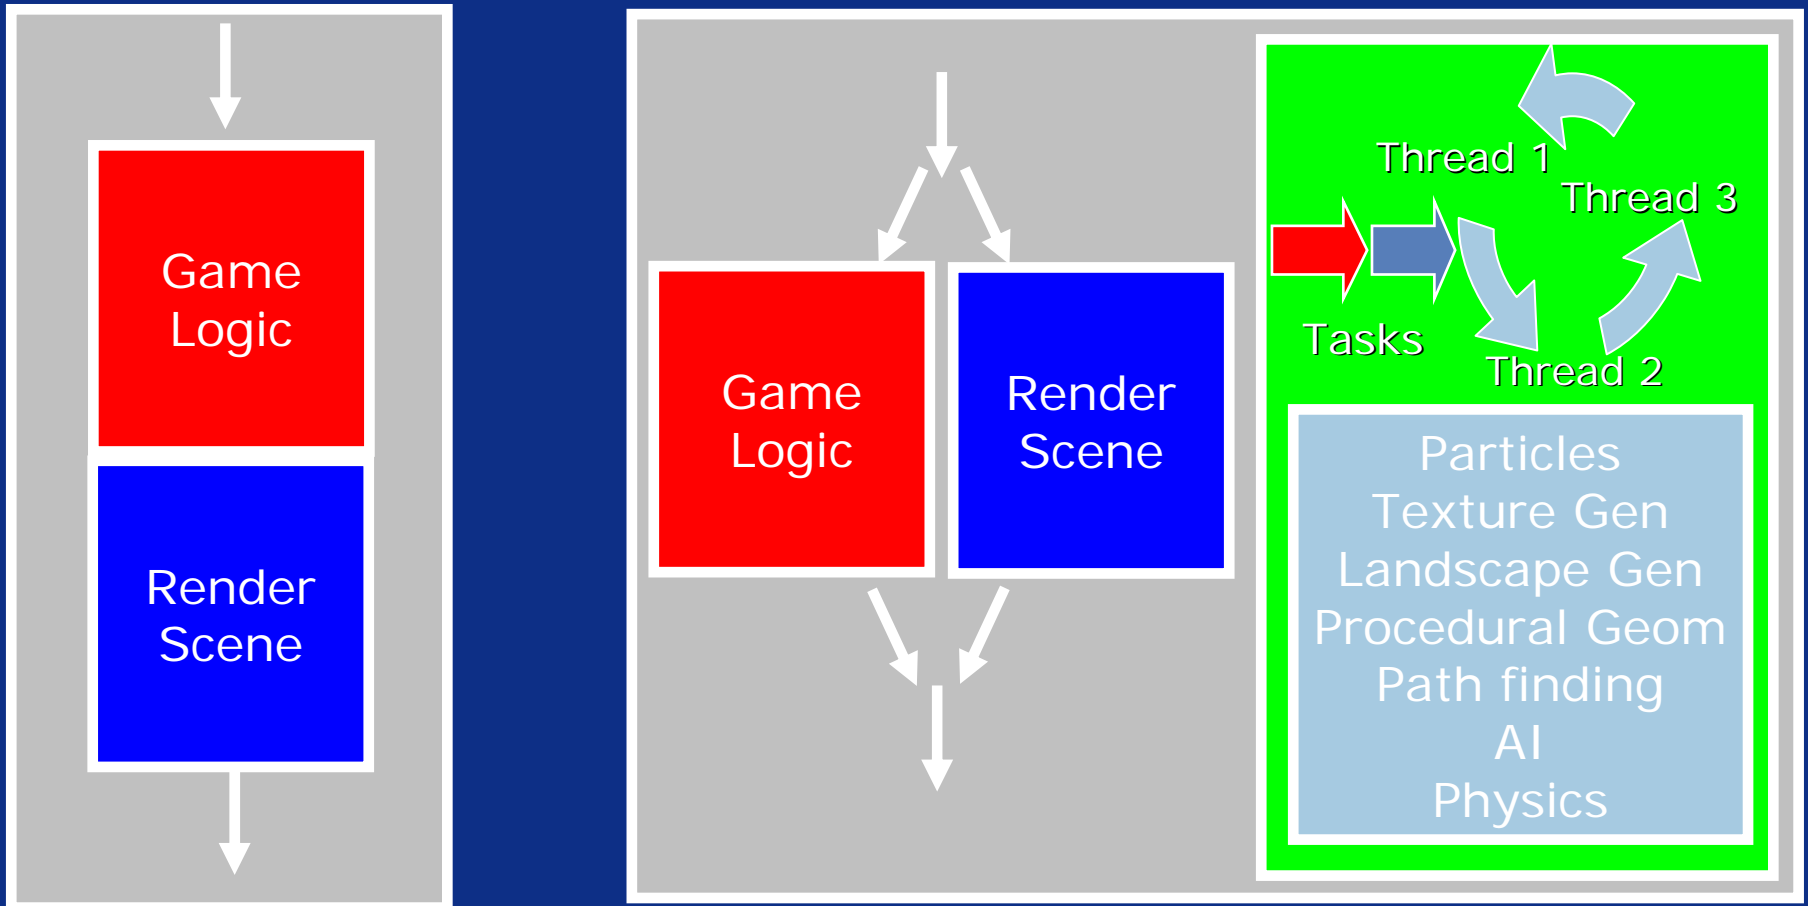 Game
Logic
Render
Scene
Game
Logic
Render
Scene
Thread 1
Thread 3
Tasks
Thread 2
Particles
Texture Gen
Landscape Gen
Procedural Geom
Path finding
AI
Physics